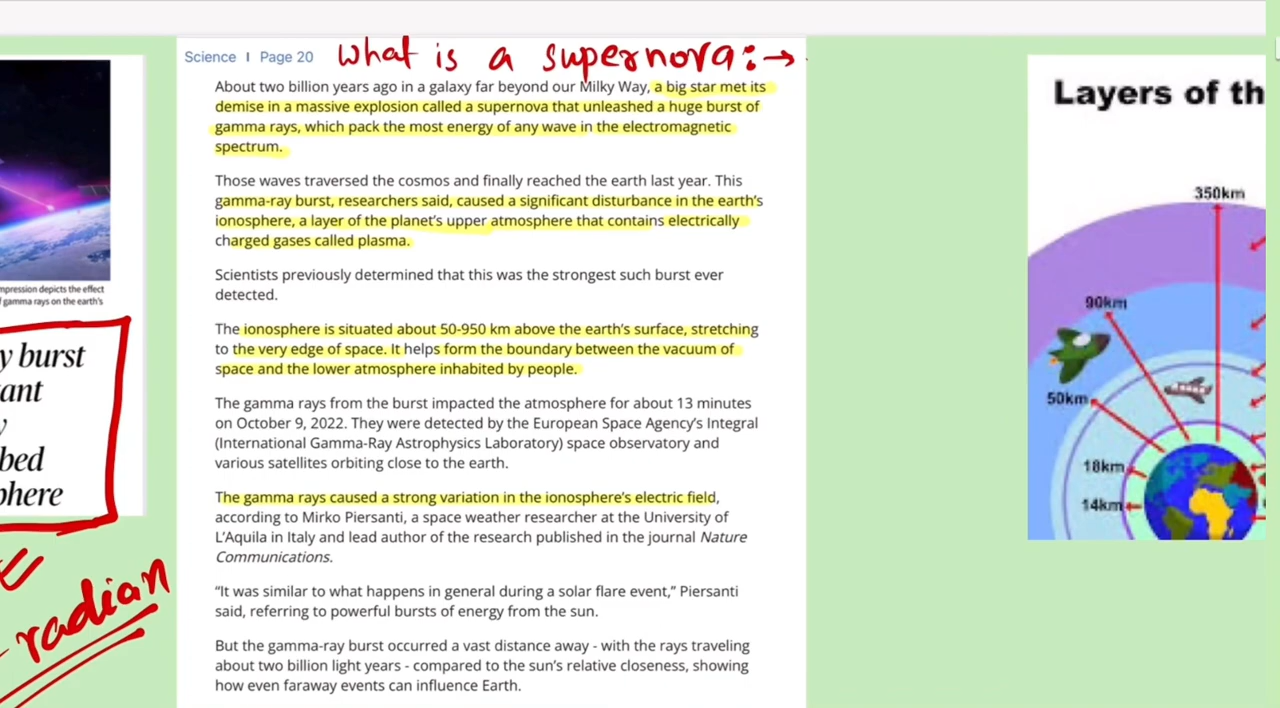 Science | Page 20
what is a supernova:→
About two billion years ago in a galaxy far beyond our Milky Way, a big star met its
demise in a massive explosion called a supernova that unleashed a huge burst of
gamma rays, which pack the most energy of any wave in the electromagnetic
spectrum.
Those waves traversed the cosmos and finally reached the earth last year. This
gamma-ray burst, researchers said, caused a significant disturbance in the earth's
ionosphere, a layer of the planet's upper atmosphere that contains electrically
charged gases called plasma.
Scientists previously determined that this was the strongest such burst ever
detected.
The ionosphere is situated about 50-950 km above the earth's surface, stretching
to the very edge of space. It helps form the boundary between the vacuum of
space and the lower atmosphere inhabited by people.
The gamma rays from the burst impacted the atmosphere for about 13 minutes
on October 9, 2022. They were detected by the European Space Agency's Integral
(International Gamma-Ray Astrophysics Laboratory) space observatory and
various satellites orbiting close to the earth.
The gamma rays caused a strong variation in the ionosphere's electric field,
according to Mirko Piersanti, a space weather researcher at the University of
L'Aquila in Italy and lead author of the research published in the journal Nature
Communications.
“It was similar to what happens in general during a solar flare event,” Piersanti
said, referring to powerful bursts of energy from the sun.
But the gamma-ray burst occurred a vast distance away - with the rays traveling
about two billion light years - compared to the sun's relative closeness, showing
how even faraway events can influence Earth.
mpression depicts the effect
f gamma rays on the earth's
y burst
ant
y
bed
phere
radian
Layers of th
350km
90km
50km
18km
14km